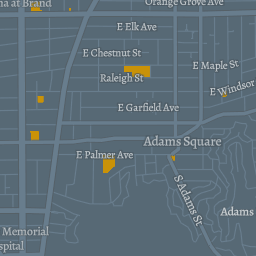 na at Brand
Orange Grove Ave
E Elk Ave
E Chestnut St
E Maple St
Raleigh St
E Windsor
E Garfield Ave
Adams Square
E Palmer Ave
S Adams St
Adams
Memorial
spital